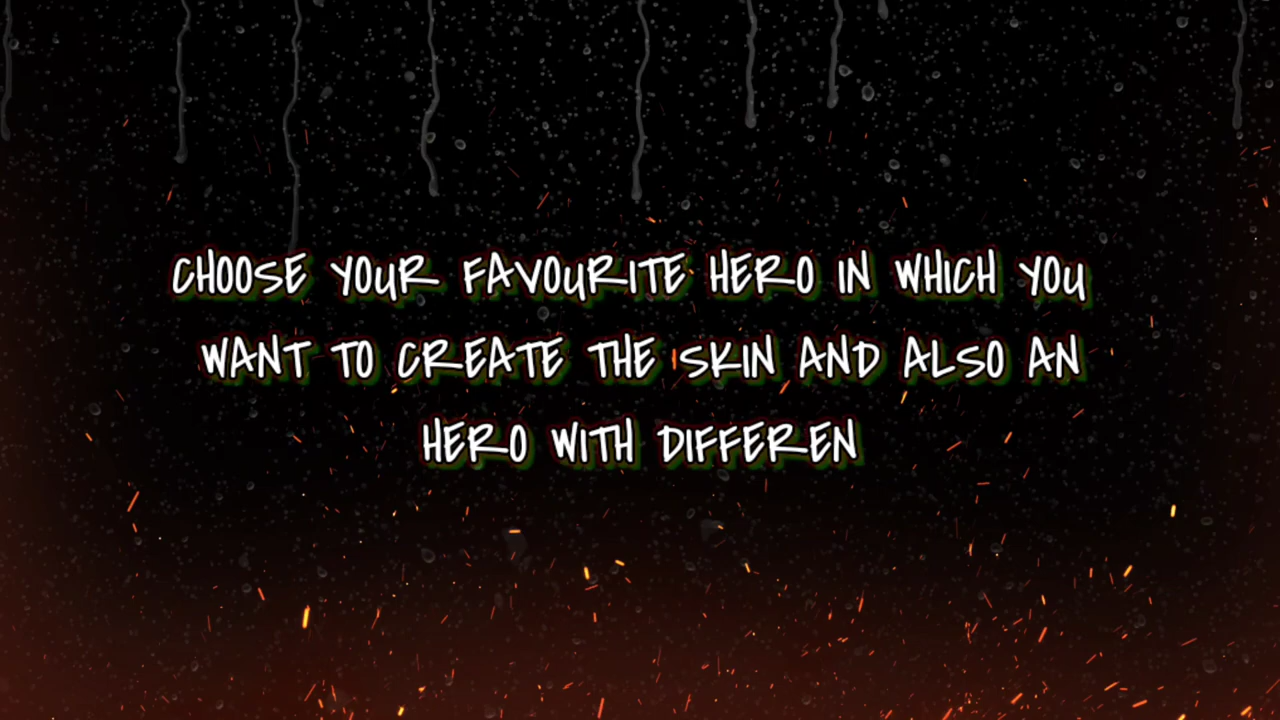 CHOOSE YOUR FAVOURITE HERO IN WHICH YOU
WANT TO CREATE THE SKIN AND ALSO AN
HERO WITH DIFFEREN